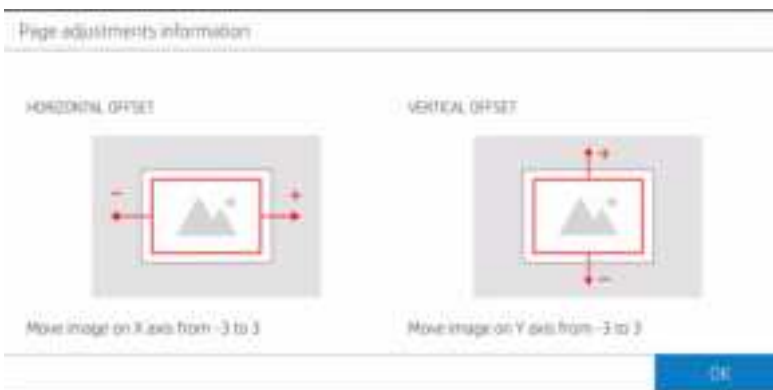 Page adjustments information
HORIZONTAL OFFSET
VERTICAL OFFSET
-
+
+
-
Move image on X axis from -3 to 3
Move image on Y axis from -3 to 3
OK